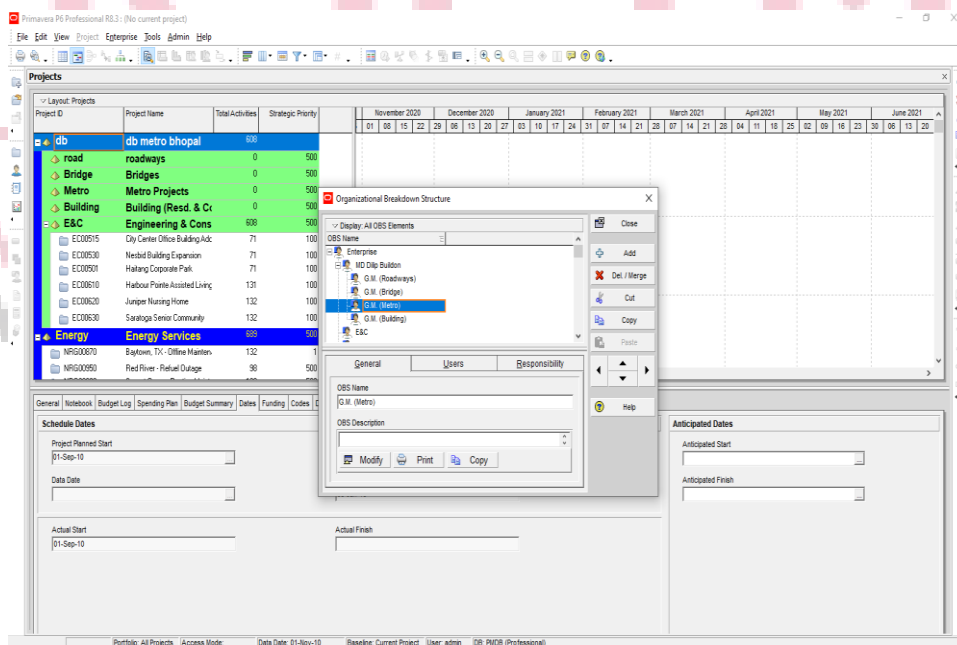 Primavera P6 Professional R8.3 : (No current project)
File Edit View Project Enterprise Tools Admin Help
Projects
Layout: Projects
Project ID Project Name Total Activities Strategic Priority
November 2020 December 2020 January 2021 February 2021 March 2021 April 2021 May 2021 June 2021
01 08 15 22 29 06 13 20 27 03 10 17 24 31 07 14 21 28 07 14 21 28 04 11 18 25 02 09 16 23 30 06 13 20
db db metro bhopal 608
road roadways 0 500
Bridge Bridges 0 500
Metro Metro Projects 0 500
Building Building (Resd. & Co 0 500
E&C Engineering & Cons 608 500
EC00515 City Center Office Building Adc 71 100
EC00530 Nesbid Building Expansion 71 100
EC00501 Haitang Corporate Park. 71 100
EC00610 Harbour Pointe Assisted Living 131 100
EC00620 Juniper Nursing Home 132 100
EC00630 Saratoga Senior Community 132 100
Energy Energy Services 689 500
NRG00870 Baytown, TX - Offline Mainten 132 1
NRG00950 Red River - Refuel Outage 98 500
Organizational Breakdown Structure
Display: All OBS Elements
OBS Name
Enterprise
MD Dilip Buildon
G.M. (Roadways)
G.M. (Bridge)
G.M. (Metro)
G.M. (Building)
E&C
Close
Add
Del. / Merge
Cut
Copy
Paste
Help
General Users Responsibility
OBS Name
G.M. (Metro)
OBS Description
Modify Print Copy
General Notebook Budget Log Spending Plan Budget Summary Dates Funding Codes
Schedule Dates
Project Planned Start
01-Sep-10
Data Date
Actual Start
01-Sep-10
Actual Finish
Anticipated Dates
Anticipated Start
Anticipated Finish
Portfolio: All Projects Access Mode: Data Date: 01-Nov-10 Baseline: Current Project User: admin DB: PMDB (Professional)